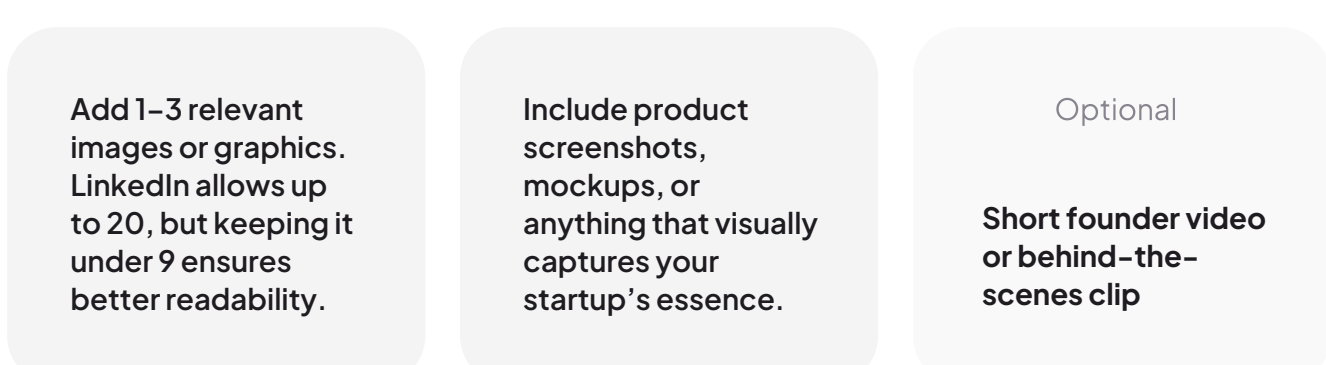 Add 1–3 relevant
images or graphics.
LinkedIn allows up
to 20, but keeping it
under 9 ensures
better readability.
Include product
screenshots,
mockups, or
anything that visually
captures your
startup’s essence.
Optional
Short founder video
or behind-the-
scenes clip